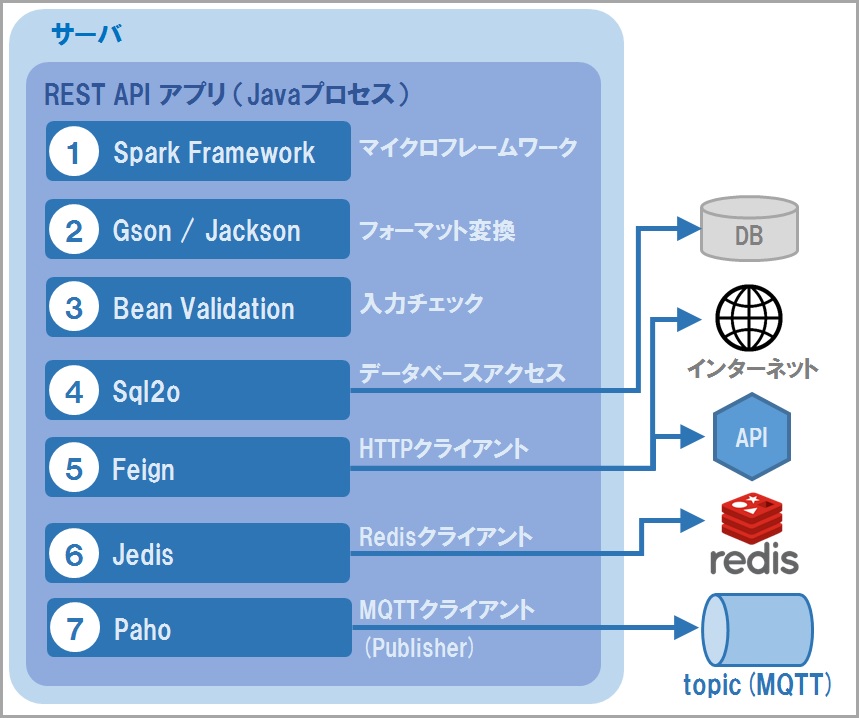 サーバ
REST API アプリ（Javaプロセス）
1 Spark Framework マイクロフレームワーク
2 Gson / Jackson フォーマット変換
3 Bean Validation 入力チェック
4 Sql2o データベースアクセス
5 Feign HTTPクライアント
6 Jedis Redisクライアント
7 Paho MQTTクライアント
(Publisher)
DB
インターネット
API
redis
topic (MQTT)